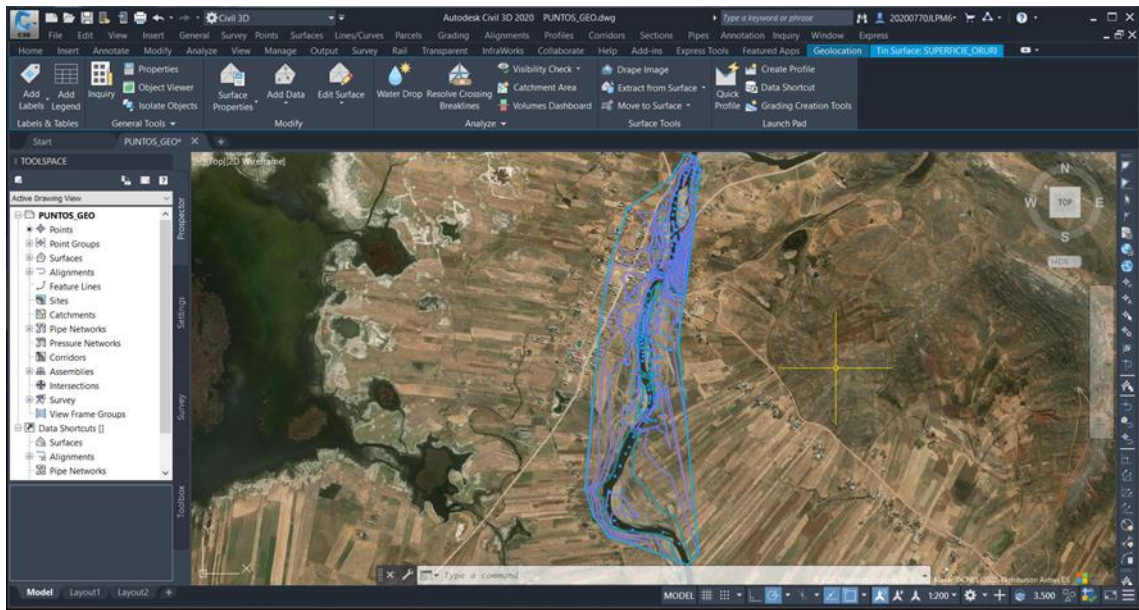 Civil 3D
Autodesk Civil 3D 2020 PUNTOS_GEO.dwg
Type a keyword or phrase
20200770JLPM6
C3D
File Edit View Insert General Survey Points Surfaces Lines/Curves Parcels Grading Alignments Profiles Corridors Sections Pipes Annotation Inquiry Window Express
Home Insert Annotate Modify Analyze View Manage Output Survey Rail Transparent InfraWorks Collaborate Help Add-ins Express Tools Featured Apps Geolocation Tin Surface: SUPERFICIE_ORURI
Properties Visibility Check Drape Image Create Profile
Object Viewer Catchment Area Extract from Surface Data Shortcut
Isolate Objects Volumes Dashboard Move to Surface Grading Creation Tools
Add Labels
Add Legend
Inquiry
Surface Properties
Add Data
Edit Surface
Water Drop
Resolve Crossing Breaklines
Quick Profile
Labels & Tables General Tools Modify Analyze Surface Tools Launch Pad
Start PUNTOS_GEO*
TOOLSPACE
Active Drawing View
PUNTOS_GEO
Points
Point Groups
Surfaces
Alignments
Feature Lines
Sites
Catchments
Pipe Networks
Pressure Networks
Corridors
Assemblies
Intersections
Survey
View Frame Groups
Data Shortcuts []
Surfaces
Alignments
Pipe Networks
Prospector
Settings
Survey
Toolbox
Top][2D Wireframe]
N
W TOP E
S
WCS
Type a command
Model Layout1 Layout2 +
MODEL 1:200 3.500